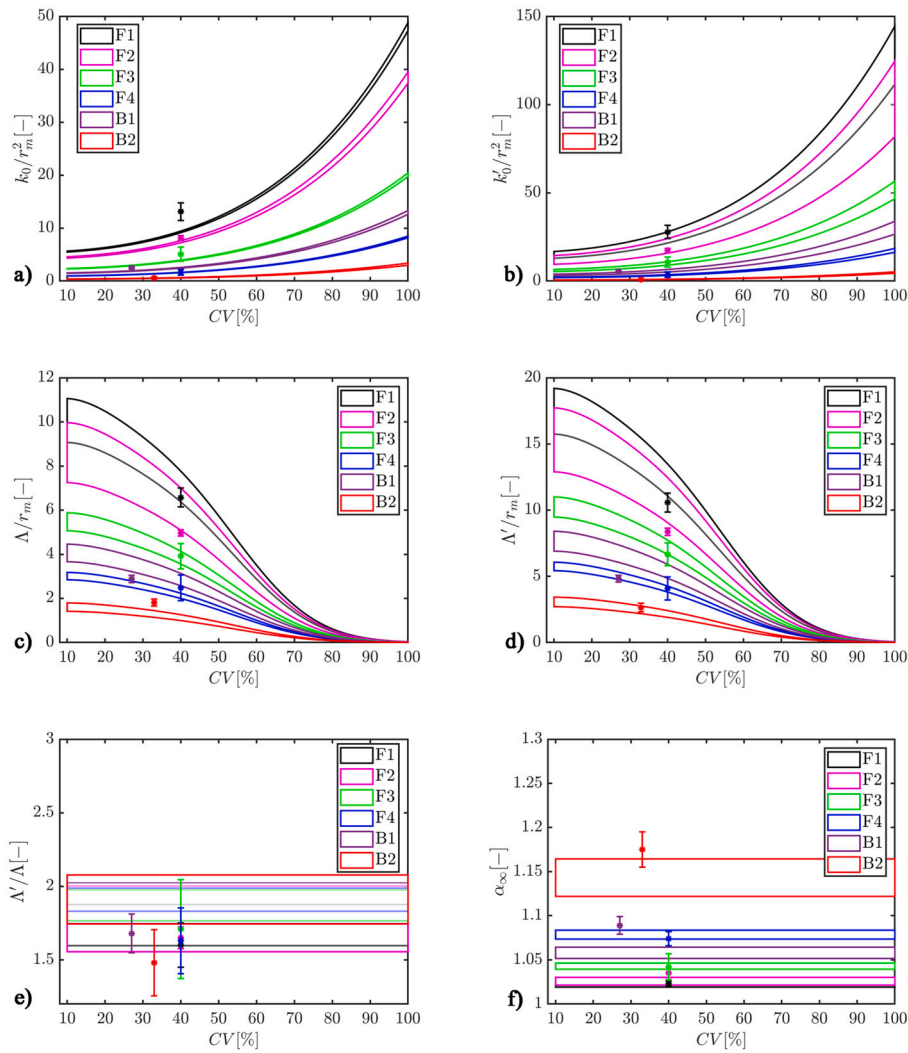 50
40
30
20
10
0
k₀/r²ₘ[−]
F1
F2
F3
F4
B1
B2
a)
10 20 30 40 50 60 70 80 90 100
CV[%]
150
100
50
0
k′₀/r²ₘ[−]
F1
F2
F3
F4
B1
B2
b)
10 20 30 40 50 60 70 80 90 100
CV[%]
12
10
8
6
4
2
0
Λ/rₘ[−]
F1
F2
F3
F4
B1
B2
c)
10 20 30 40 50 60 70 80 90 100
CV[%]
20
15
10
5
0
Λ′/rₘ[−]
F1
F2
F3
F4
B1
B2
d)
10 20 30 40 50 60 70 80 90 100
CV[%]
3
2.5
2
1.5
Λ′/Λ[−]
F1
F2
F3
F4
B1
B2
e)
10 20 30 40 50 60 70 80 90 100
CV[%]
1.3
1.25
1.2
1.15
1.1
1.05
1
α∞[−]
F1
F2
F3
F4
B1
B2
f)
10 20 30 40 50 60 70 80 90 100
CV[%]